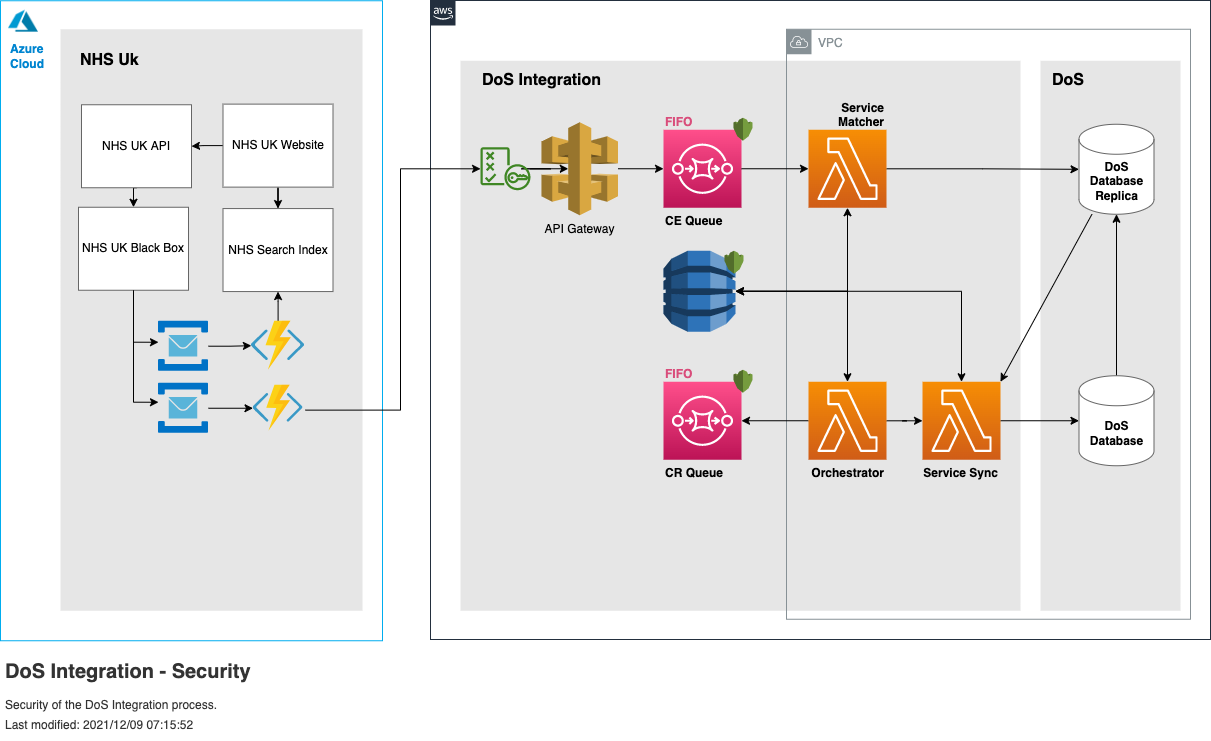 Azure
Cloud
NHS Uk
NHS UK API
NHS UK Website
NHS UK Black Box
NHS Search Index
aws
VPC
DoS Integration
DoS
FIFO
CE Queue
API Gateway
Service
Matcher
DoS
Database
Replica
FIFO
CR Queue
Orchestrator
Service Sync
DoS
Database
DoS Integration - Security
Security of the DoS Integration process.
Last modified: 2021/12/09 07:15:52